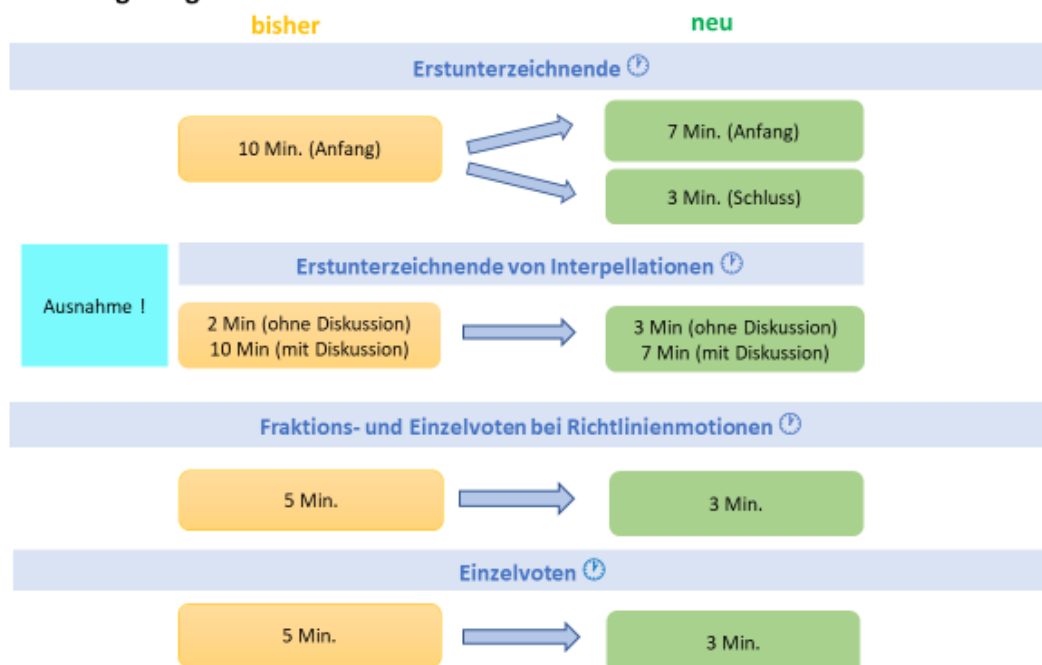 bisher
neu
Erstunterzeichnende
10 Min. (Anfang)
7 Min. (Anfang)
3 Min. (Schluss)
Ausnahme !
Erstunterzeichnende von Interpellationen
2 Min (ohne Diskussion)
10 Min (mit Diskussion)
3 Min (ohne Diskussion)
7 Min (mit Diskussion)
Fraktions- und Einzelvoten bei Richtlinienmotionen
5 Min.
3 Min.
Einzelvoten
5 Min.
3 Min.